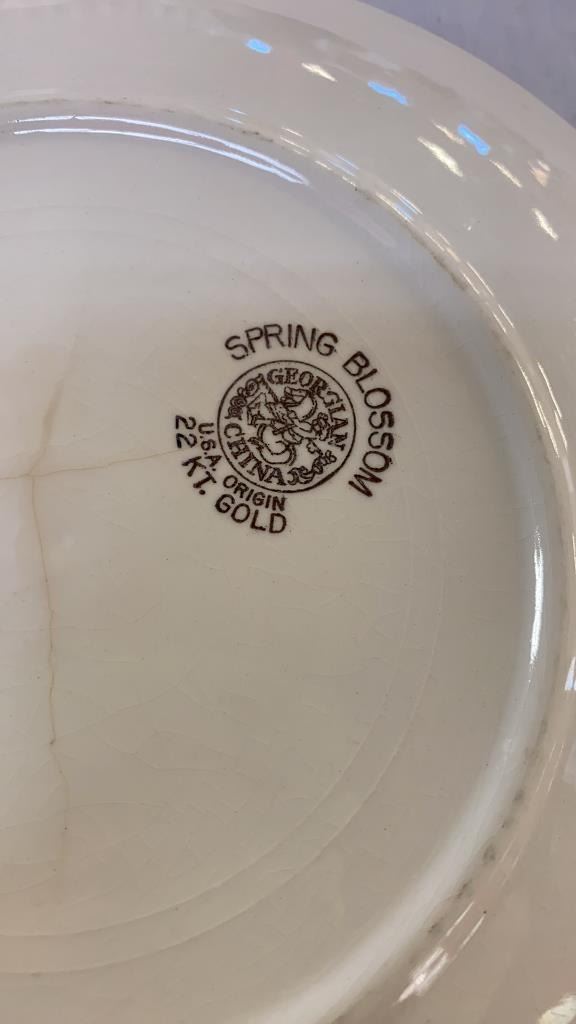 SPRING BLOSSOM
GEORGIAN
CHINA
U.S.A. ORIGIN
22 KT. GOLD